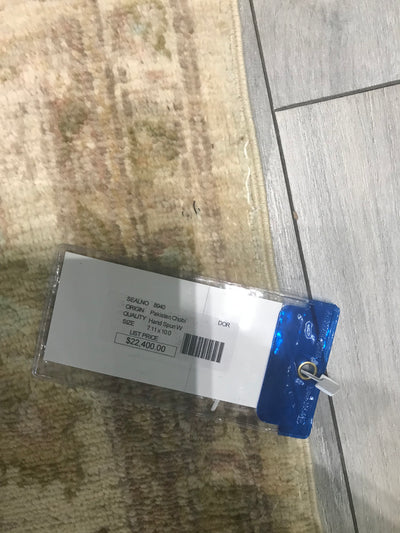 SEALNO 8940
ORIGIN Pakistan Chobi
QUALITY Hand Spun W
SIZE 7.11 x 10.0
DOR
LIST PRICE
$22,400.00